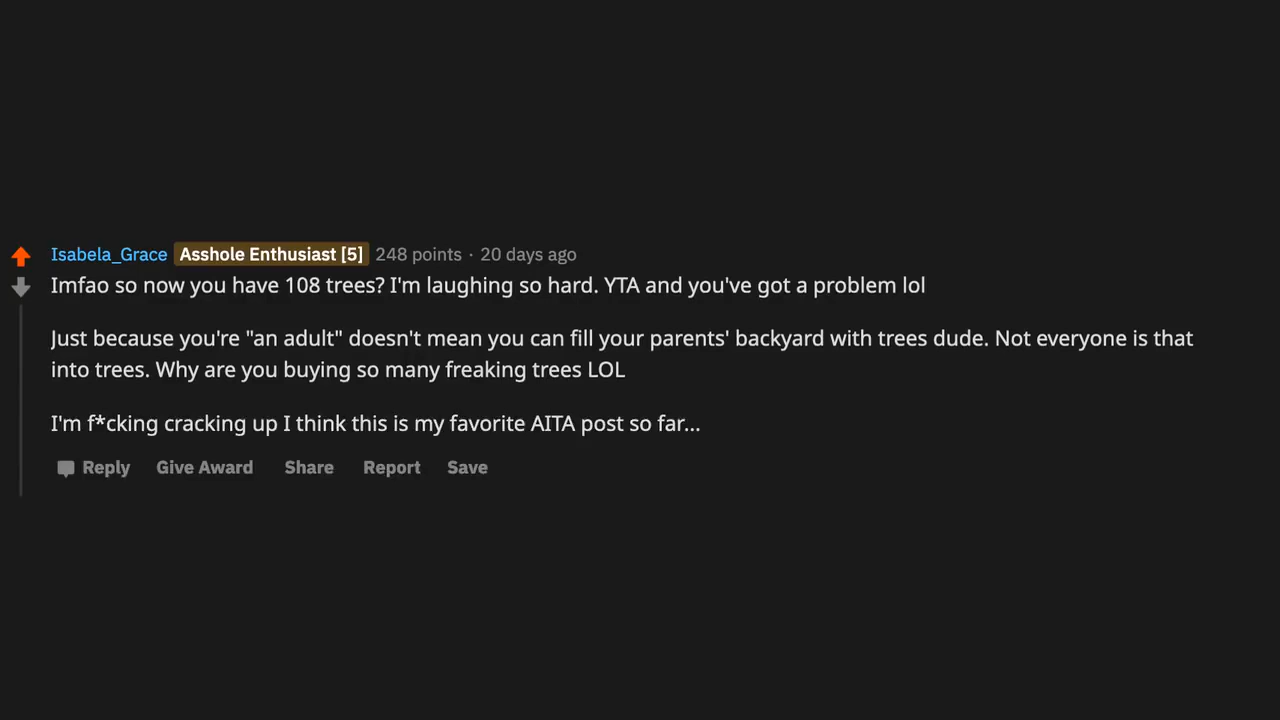 Isabela_Grace Asshole Enthusiast [5] 248 points · 20 days ago
lmfao so now you have 108 trees? I'm laughing so hard. YTA and you've got a problem lol
Just because you're "an adult" doesn't mean you can fill your parents' backyard with trees dude. Not everyone is that
into trees. Why are you buying so many freaking trees LOL
I'm f*cking cracking up I think this is my favorite AITA post so far...
Reply Give Award Share Report Save